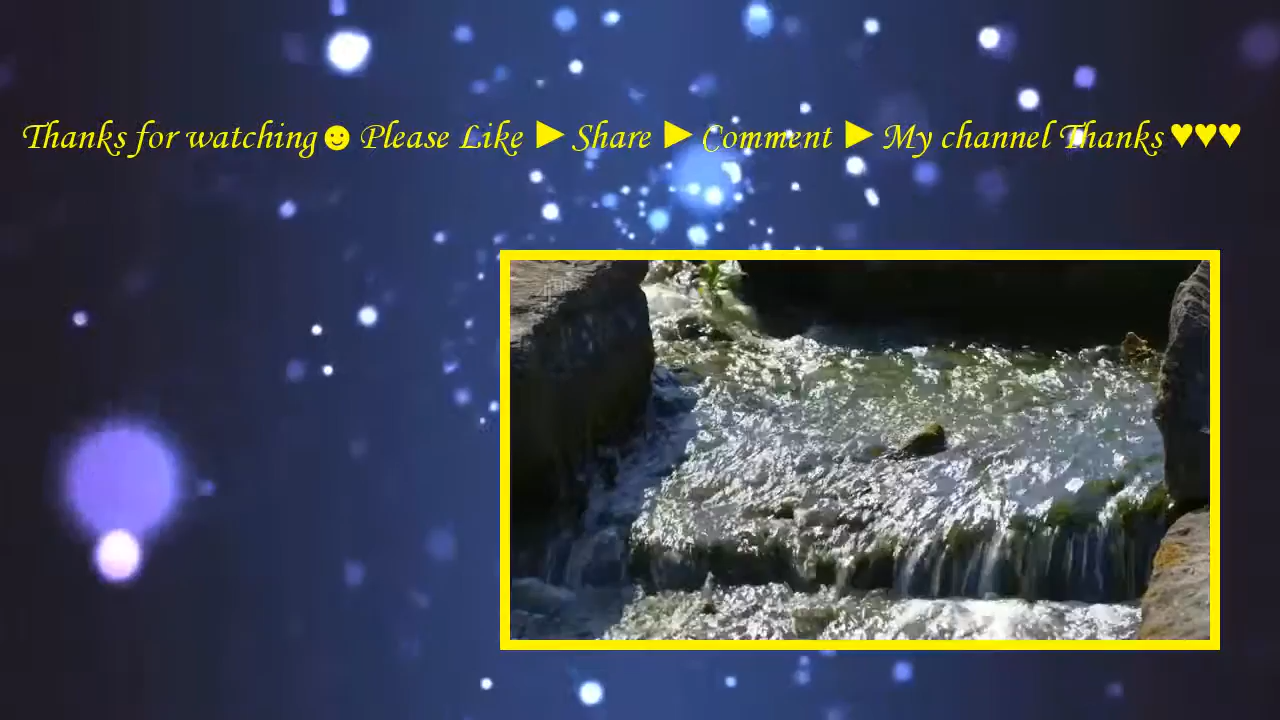 Thanks for watching☻Please Like ► Share ► Comment ► My channel Thanks ♥♥♥